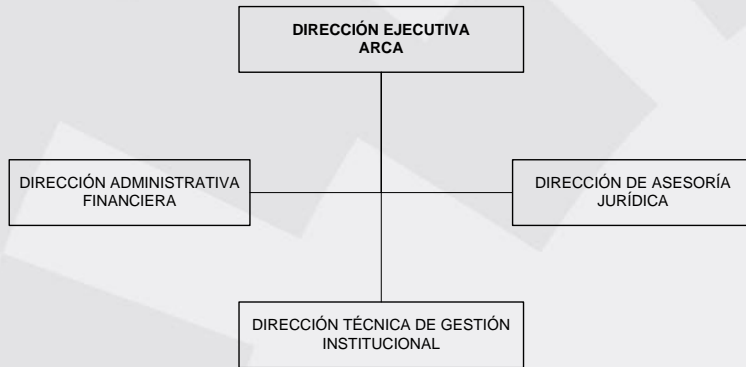 DIRECCIÓN EJECUTIVA
ARCA
DIRECCIÓN ADMINISTRATIVA
FINANCIERA
DIRECCIÓN DE ASESORÍA
JURÍDICA
DIRECCIÓN TÉCNICA DE GESTIÓN
INSTITUCIONAL